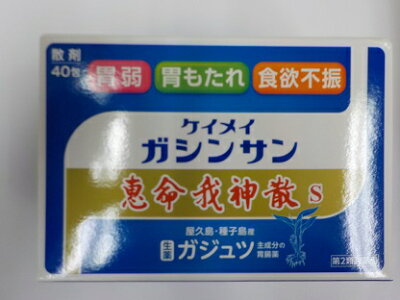 散剤
40包
胃弱 胃もたれ 食欲不振
ケイメイ
ガシンサン
恵命我神散 S
屋久島・種子島産
生薬 ガジュツ 主成分の胃腸薬
第2類医薬品